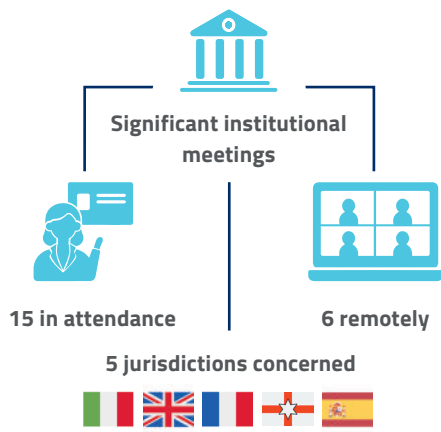 Significant institutional
meetings
15 in attendance
6 remotely
5 jurisdictions concerned